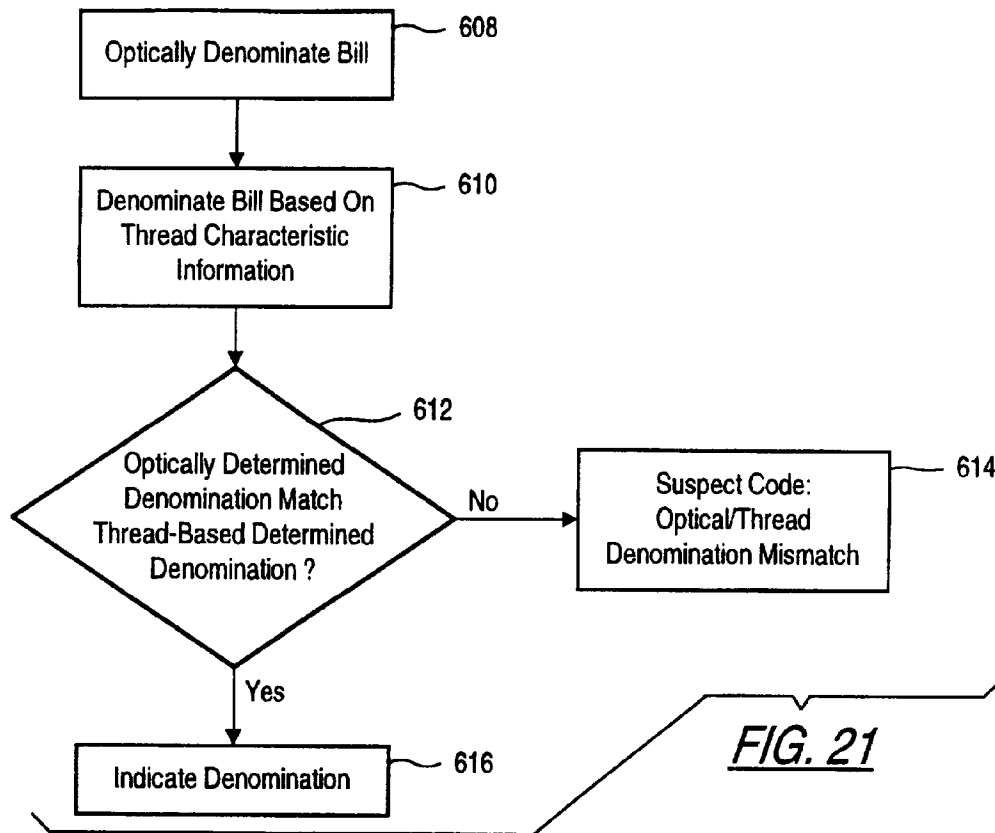 608
Optically Denominate Bill
610
Denominate Bill Based On
Thread Characteristic
Information
612
Optically Determined
Denomination Match
Thread-Based Determined
Denomination ?
No
614
Suspect Code:
Optical/Thread
Denomination Mismatch
Yes
616
Indicate Denomination
FIG. 21